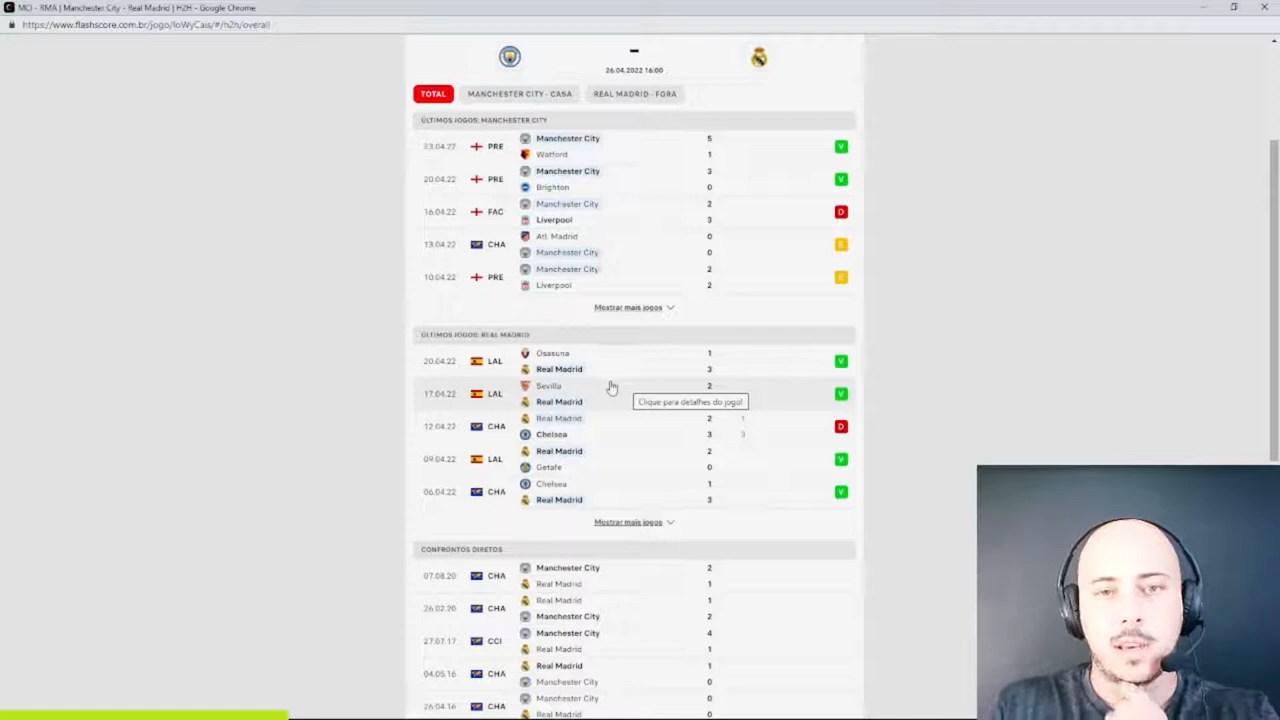 MCI - RMA | Manchester City - Real Madrid | H2H - Google Chrome
https://www.flashscore.com.br/jogo/IoWyCais/#/h2h/overall
-
26.04.2022 16:00
TOTAL MANCHESTER CITY - CASA REAL MADRID - FORA
ÚLTIMOS JOGOS: MANCHESTER CITY
23.04.22 PRE Manchester City 5 V
Watford 1
20.04.22 PRE Manchester City 3 V
Brighton 0
16.04.22 FAC Manchester City 2 D
Liverpool 3
13.04.22 CHA Atl. Madrid 0 E
Manchester City 0
10.04.22 PRE Manchester City 2 E
Liverpool 2
Mostrar mais jogos
ÚLTIMOS JOGOS: REAL MADRID
20.04.22 LAL Osasuna 1 V
Real Madrid 3
17.04.22 LAL Sevilla 2 V
Real Madrid Clique para detalhes do jogo!
12.04.22 CHA Real Madrid 2 1 D
Chelsea 3 3
09.04.22 LAL Real Madrid 2 V
Getafe 0
06.04.22 CHA Chelsea 1 V
Real Madrid 3
Mostrar mais jogos
CONFRONTOS DIRETOS
07.08.20 CHA Manchester City 2
Real Madrid 1
26.02.20 CHA Real Madrid 1
Manchester City 2
27.07.17 CCI Manchester City 4
Real Madrid 1
04.05.16 CHA Real Madrid 1
Manchester City 0
26.04.16 CHA Manchester City 0
Real Madrid 0